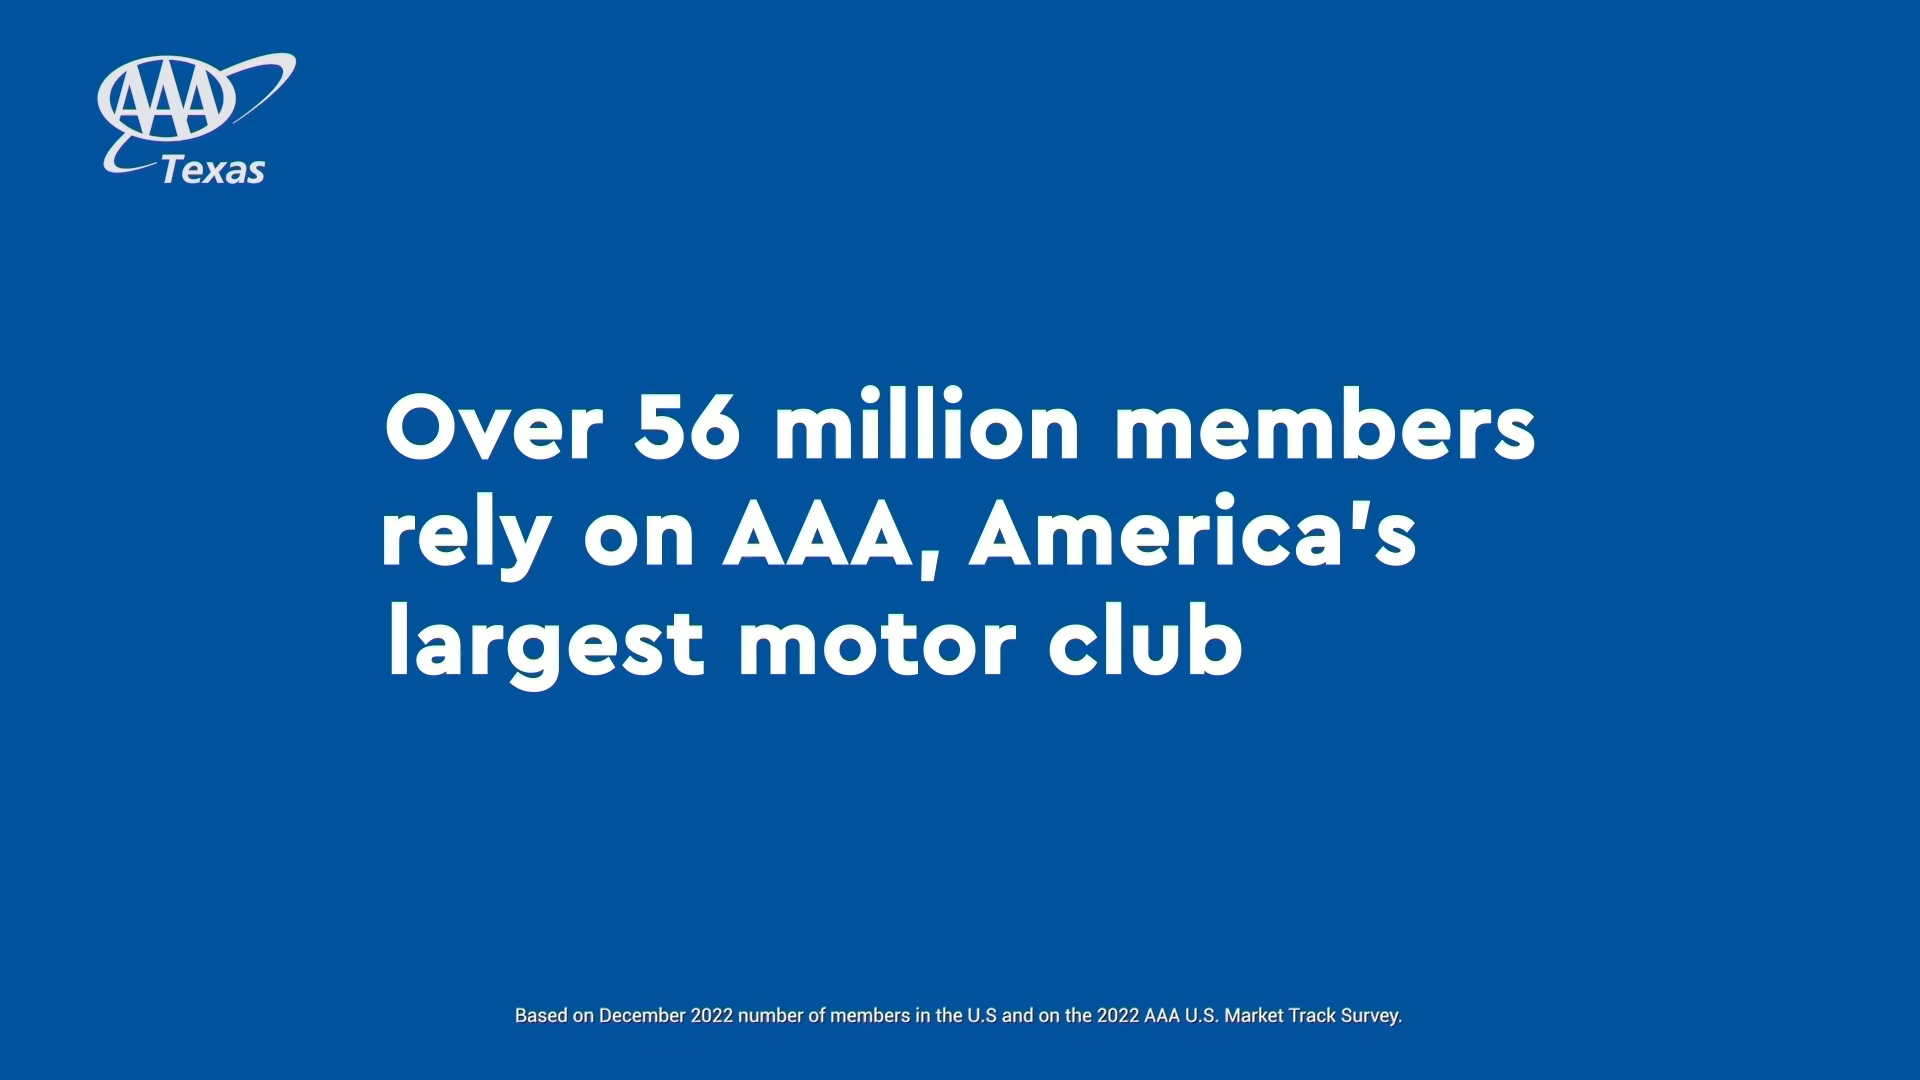 AAA
Texas
Over 56 million members
rely on AAA, America's
largest motor club
Based on December 2022 number of members in the U.S and on the 2022 AAA U.S. Market Track Survey.